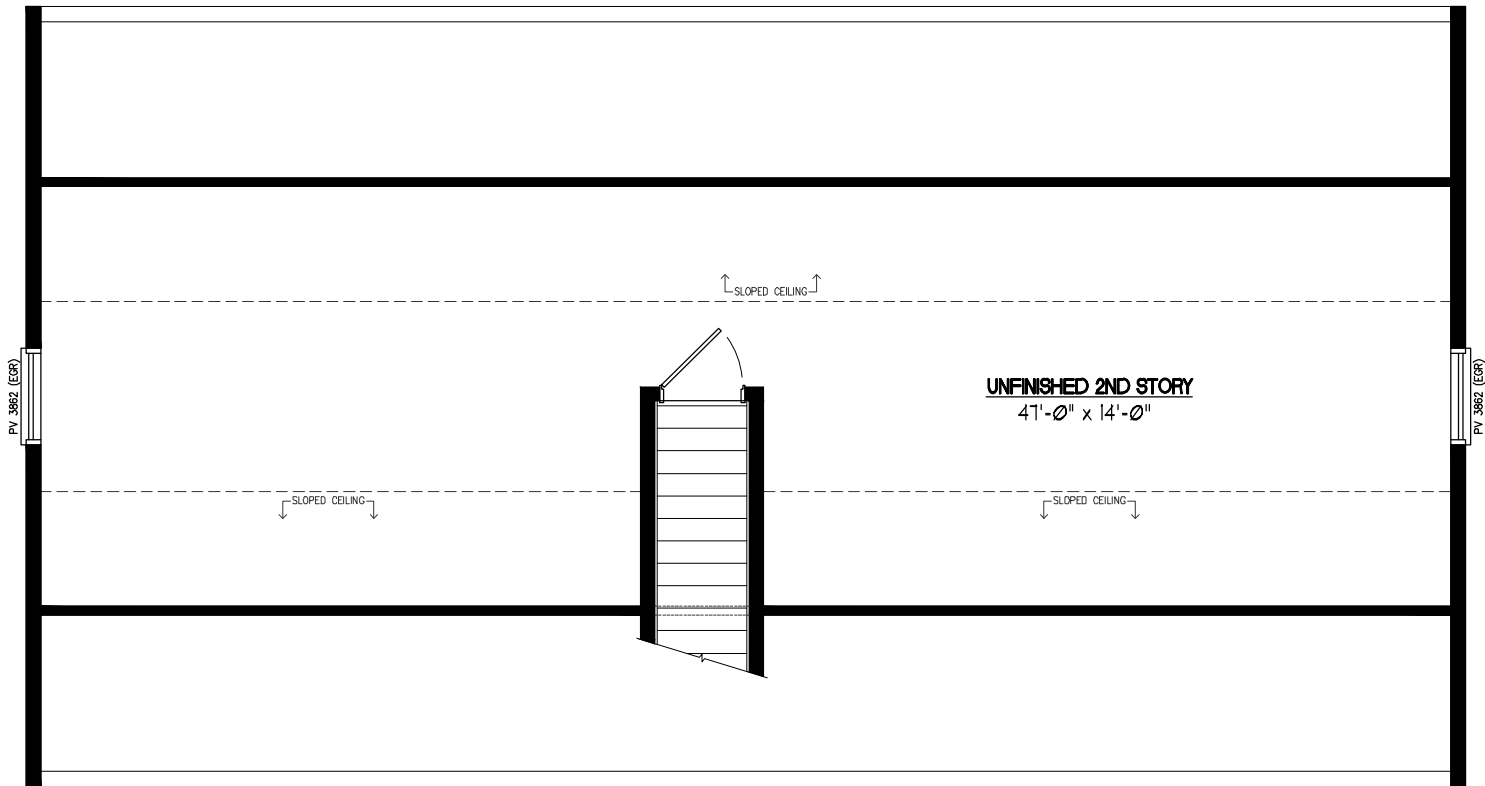 SLOPED CEILING
PV 3862 (EGR)
UNFINISHED 2ND STORY
47'-0" x 14'-0"
PV 3862 (EGR)
SLOPED CEILING
SLOPED CEILING